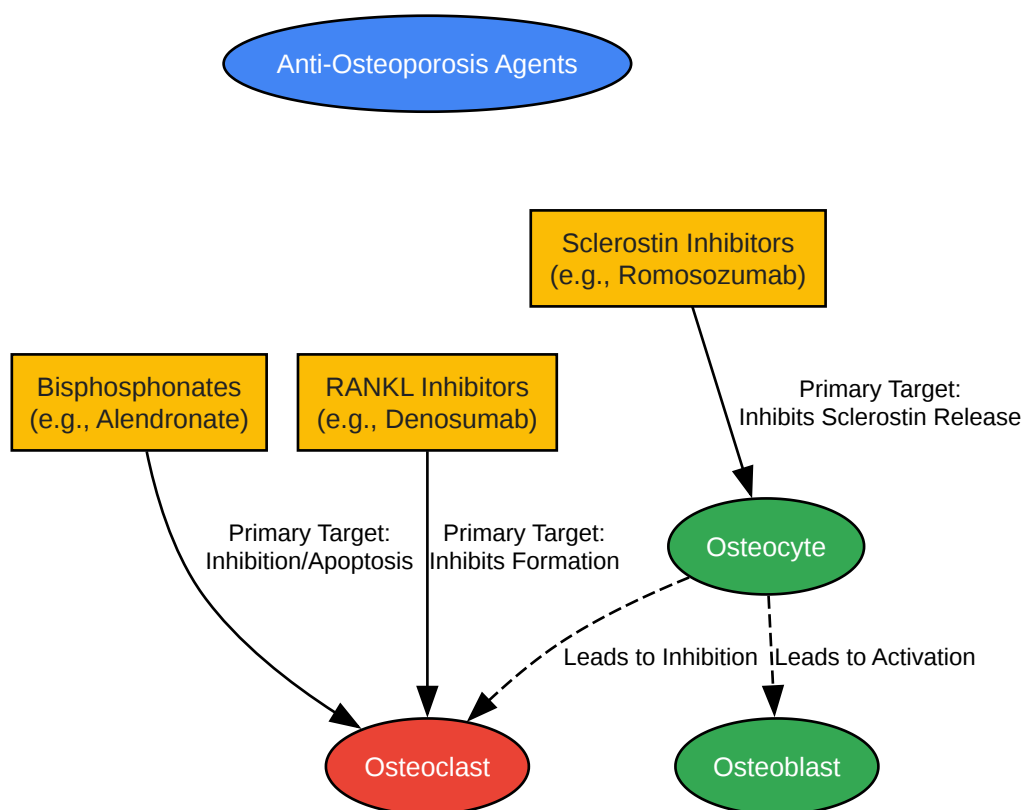 Anti-Osteoporosis Agents
Sclerostin Inhibitors
(e.g., Romosozumab)
Bisphosphonates
(e.g., Alendronate)
RANKL Inhibitors
(e.g., Denosumab)
Primary Target:
Inhibits Sclerostin Release
Primary Target:
Inhibition/Apoptosis
Primary Target:
Inhibits Formation
Osteocyte
Leads to Inhibition
Leads to Activation
Osteoclast
Osteoblast